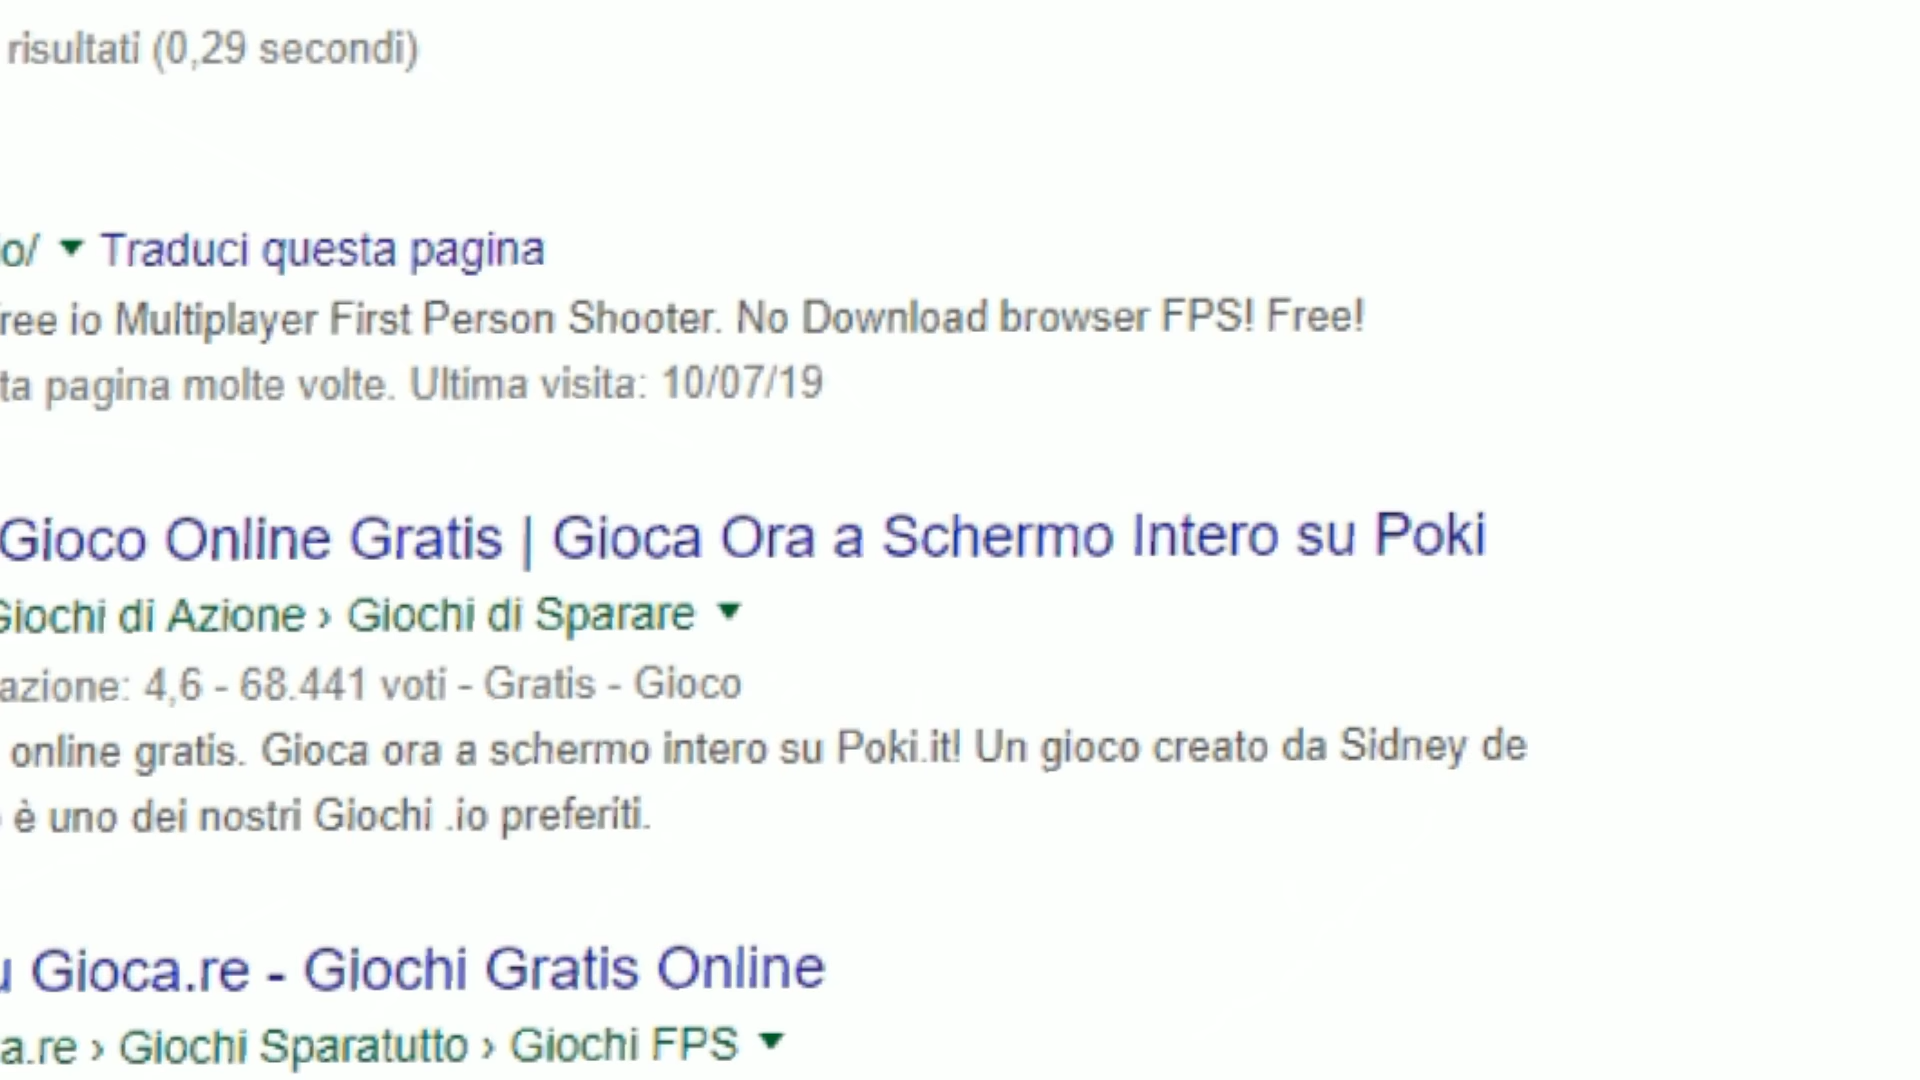 risultati (0,29 secondi)
io/ Traduci questa pagina
free io Multiplayer First Person Shooter. No Download browser FPS! Free!
ta pagina molte volte. Ultima visita: 10/07/19
Gioco Online Gratis | Gioca Ora a Schermo Intero su Poki
Giochi di Azione › Giochi di Sparare
azione: 4,6 - 68.441 voti - Gratis - Gioco
online gratis. Gioca ora a schermo intero su Poki.it! Un gioco creato da Sidney de
è uno dei nostri Giochi .io preferiti.
u Gioca.re - Giochi Gratis Online
a.re › Giochi Sparatutto › Giochi FPS